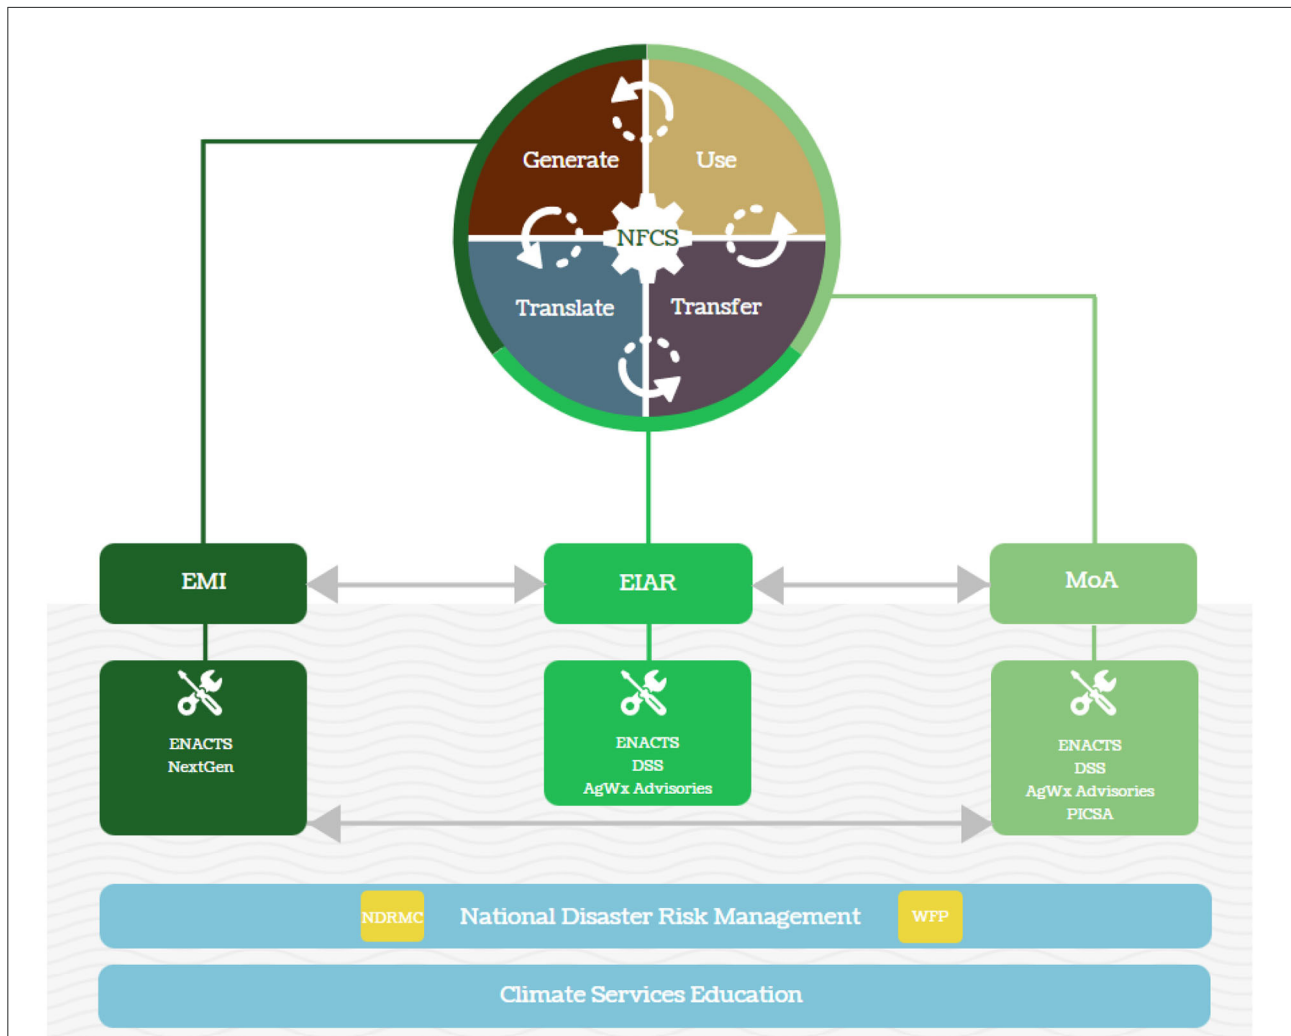 Generate
Use
NFCS
Translate
Transfer
EMI
EIAR
MoA
ENACTS
NextGen
ENACTS
DSS
AgWx Advisories
ENACTS
DSS
AgWx Advisories
PICSA
NDRMC
National Disaster Risk Management
WFP
Climate Services Education